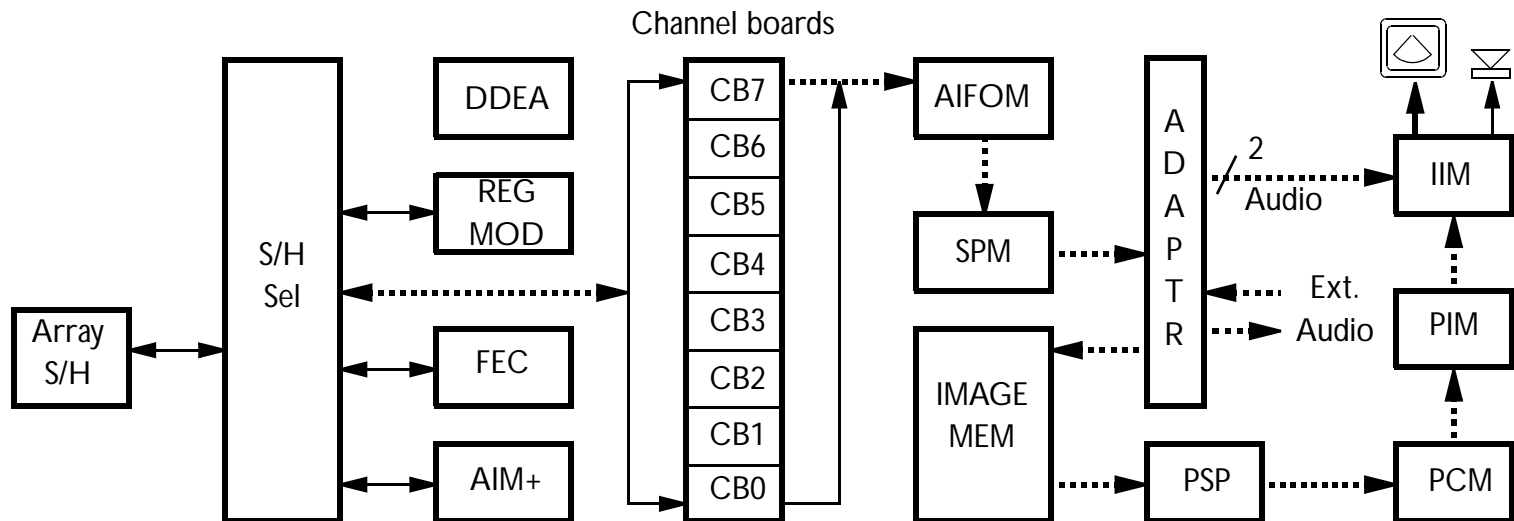 Channel boards
Array
S/H
S/H
Sel
DDEA
REG
MOD
FEC
AIM+
CB7
CB6
CB5
CB4
CB3
CB2
CB1
CB0
AIFOM
SPM
IMAGE
MEM
A
D
A
P
T
R
2
Audio
Ext.
Audio
PSP
IIM
PIM
PCM